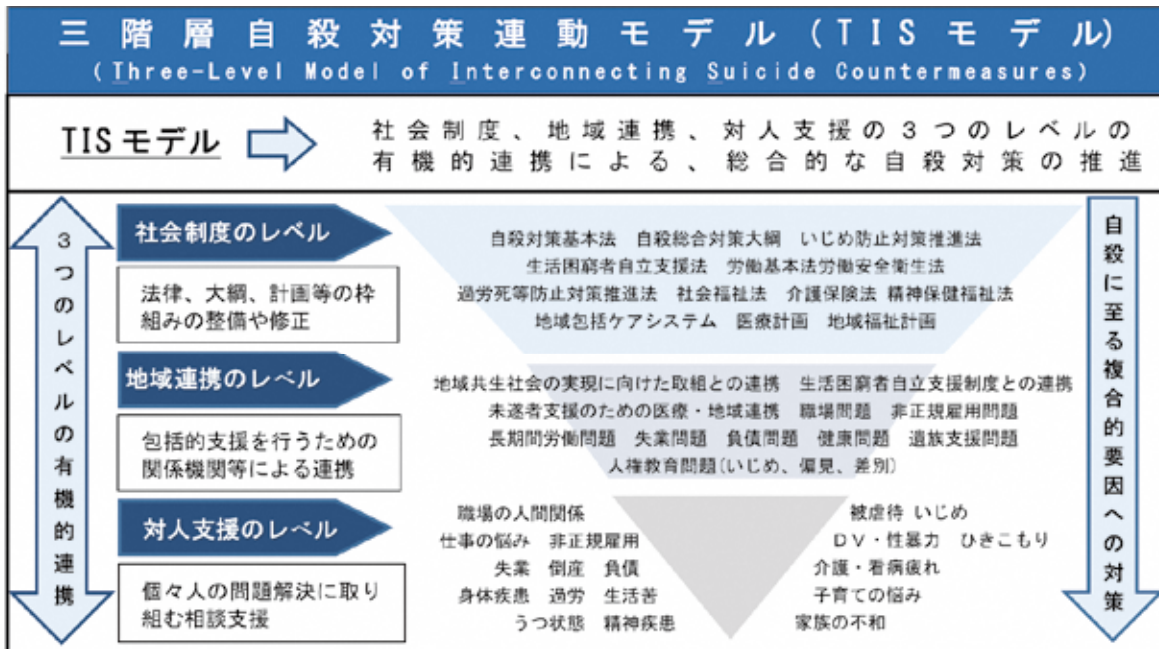 三階層自殺対策連動モデル(TISモデル)
(Three-Level Model of Interconnecting Suicide Countermeasures)
TISモデル
社会制度、地域連携、対人支援の3つのレベルの
有機的連携による、総合的な自殺対策の推進
3つのレベルの有機的連携
社会制度のレベル
法律、大綱、計画等の枠
組みの整備や修正
自殺対策基本法 自殺総合対策大綱 いじめ防止対策推進法
生活困窮者自立支援法 労働基本法労働安全衛生法
過労死等防止対策推進法 社会福祉法 介護保険法 精神保健福祉法
地域包括ケアシステム 医療計画 地域福祉計画
地域連携のレベル
包括的支援を行うための
関係機関等による連携
地域共生社会の実現に向けた取組との連携 生活困窮者自立支援制度との連携
未遂者支援のための医療・地域連携 職場問題 非正規雇用問題
長期間労働問題 失業問題 負債問題 健康問題 遺族支援問題
人権教育問題(いじめ、偏見、差別)
対人支援のレベル
個々人の問題解決に取り
組む相談支援
職場の人間関係
仕事の悩み 非正規雇用
失業 倒産 負債
身体疾患 過労 生活苦
うつ状態 精神疾患
被虐待 いじめ
DV・性暴力 ひきこもり
介護・看病疲れ
子育ての悩み
家族の不和
自殺に至る複合的要因への対策